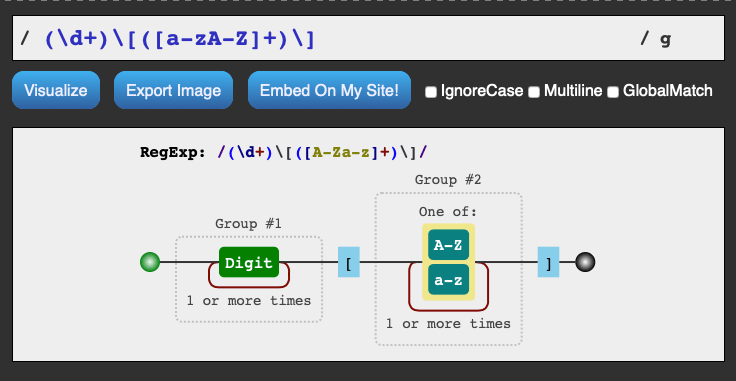 / (\d+)\[([a-zA-Z]+)\] / g
Visualize Export Image Embed On My Site! IgnoreCase Multiline GlobalMatch
RegExp: /(\d+)\[([A-Za-z]+)\]/
Group #2
One of:
Group #1
A-Z
Digit [ ]
a-z
1 or more times
1 or more times